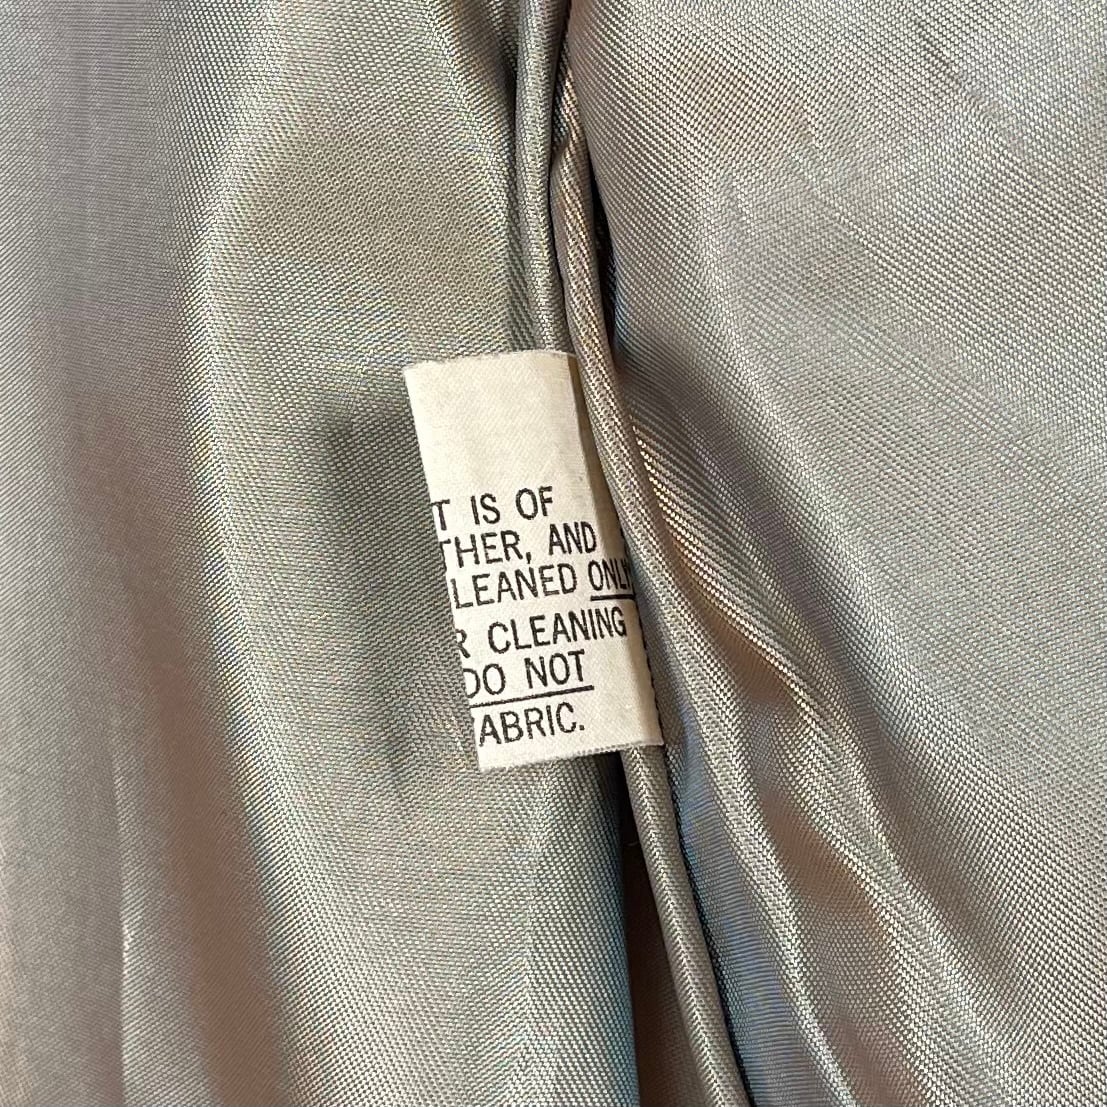 T IS OF
THER, AND
LEANED ONLY
R CLEANING
DO NOT
ABRIC.